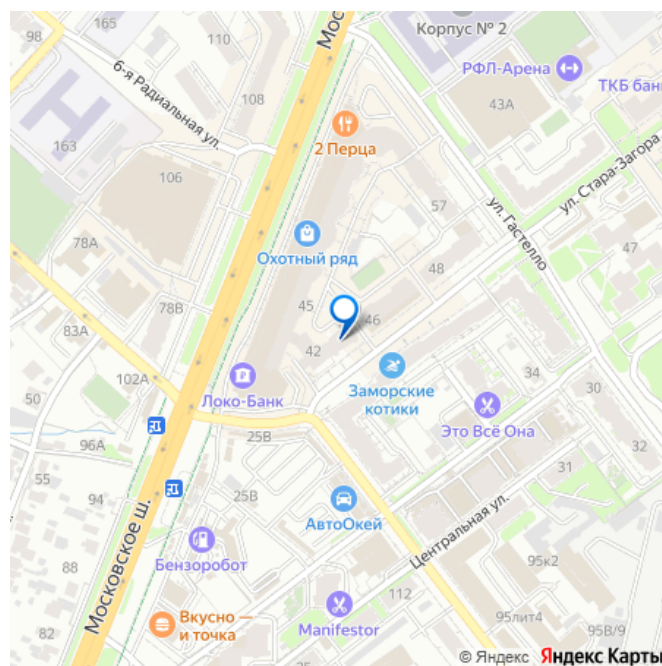 98
165
110
Мос
Корпус № 2
РФЛ-Арена
ТКБ бан
6-я Радиальная ул.
108
43А
163
2 Перца
106
ул. Стара-Загора
57
ул. Гастелло
78А
Охотный ряд
47
48
78В
45
46
83А
42
102А
Локо-Банк
Заморские
котики
34
30
50
25В
Это Всё Она
32
96А
31
55
94
25В
АвтоОкей
Центральная ул.
Московское ш.
88
Бензоробот
95к2
112
Вкусно —
и точка
95лит4
82
Manifestor
95В/9
© Яндекс Яндекс Карты